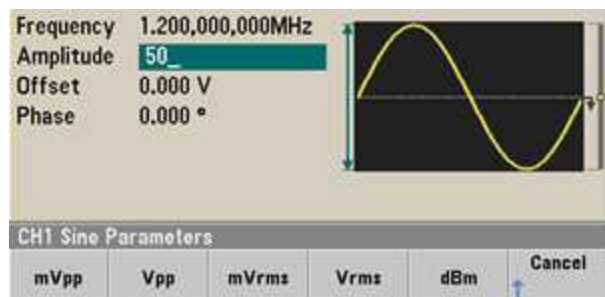 Frequency 1.200,000,000MHz
Amplitude 50_
Offset 0.000 V
Phase 0.000 °
CH1 Sine Parameters
mVpp Vpp mVrms Vrms dBm Cancel